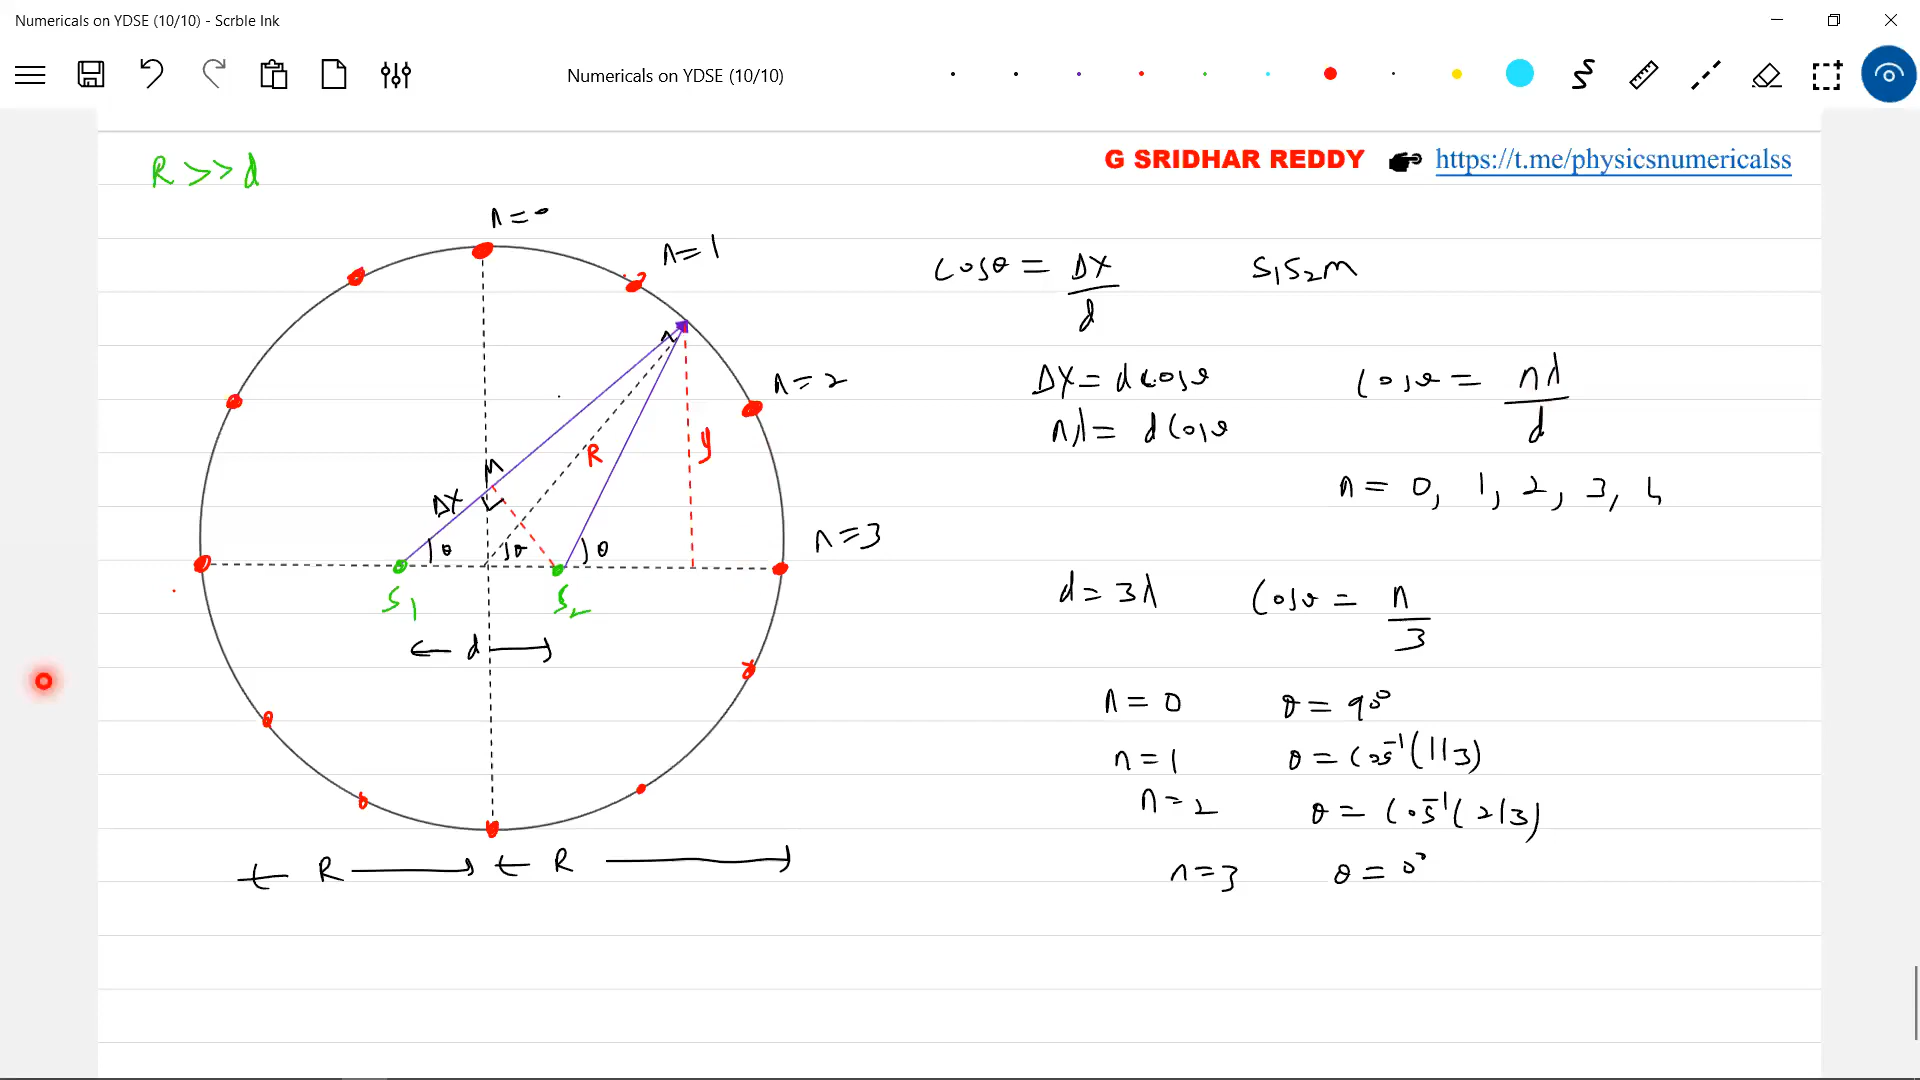 Numericals on YDSE (10/10) - Scrble Ink
Numericals on YDSE (10/10)
G SRIDHAR REDDY https://t.me/physicsnumericalss
R >> d
n = 0
n = 1
n = 2
n = 3
M
Δx
R
y
θ θ θ
S₁ S₂
d
R R
cosθ = Δx/d S₁S₂M
Δx = d cosθ cosθ = nλ/d
nλ = d cosθ
n = 0, 1, 2, 3, 4
d = 3λ cosθ = n/3
n = 0 θ = 90°
n = 1 θ = cos⁻¹(1/3)
n = 2 θ = cos⁻¹(2/3)
n = 3 θ = 0°